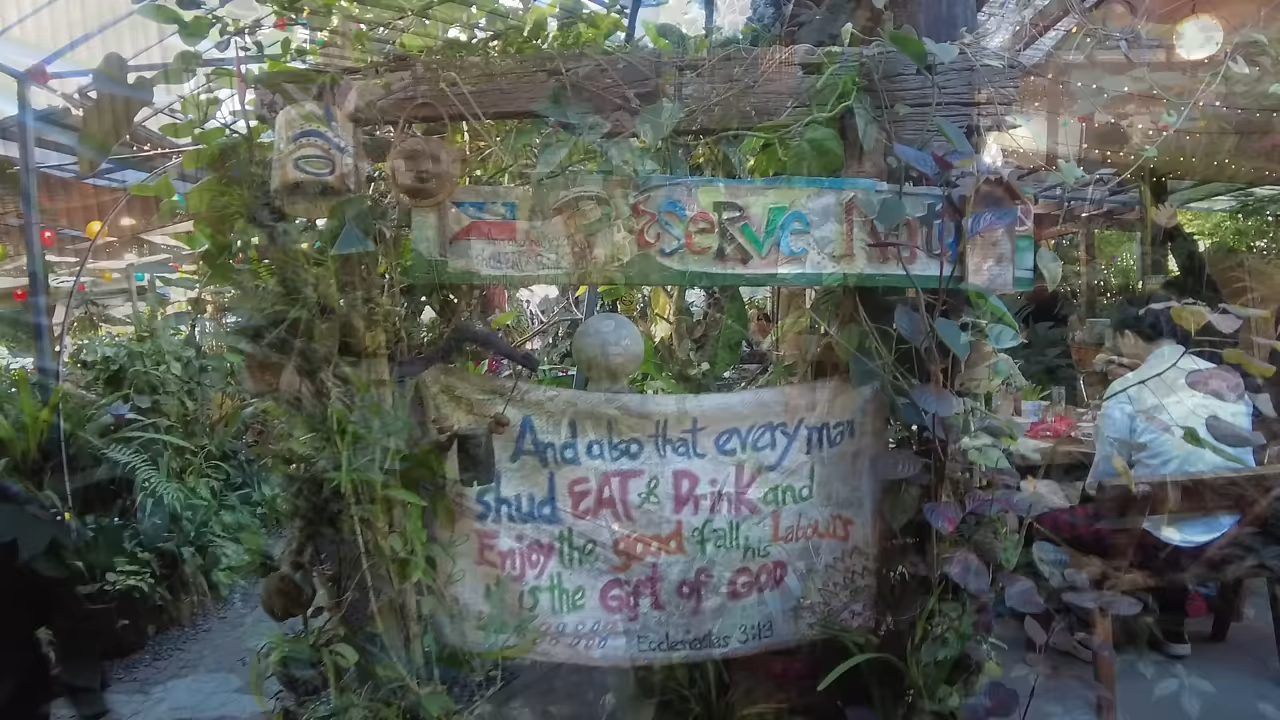 SeRVe
And also that every man
shud EAT & Drink and
Enjoy the good of all his Labours
it is the Gift of GOD
Ecclesiastes 3:13